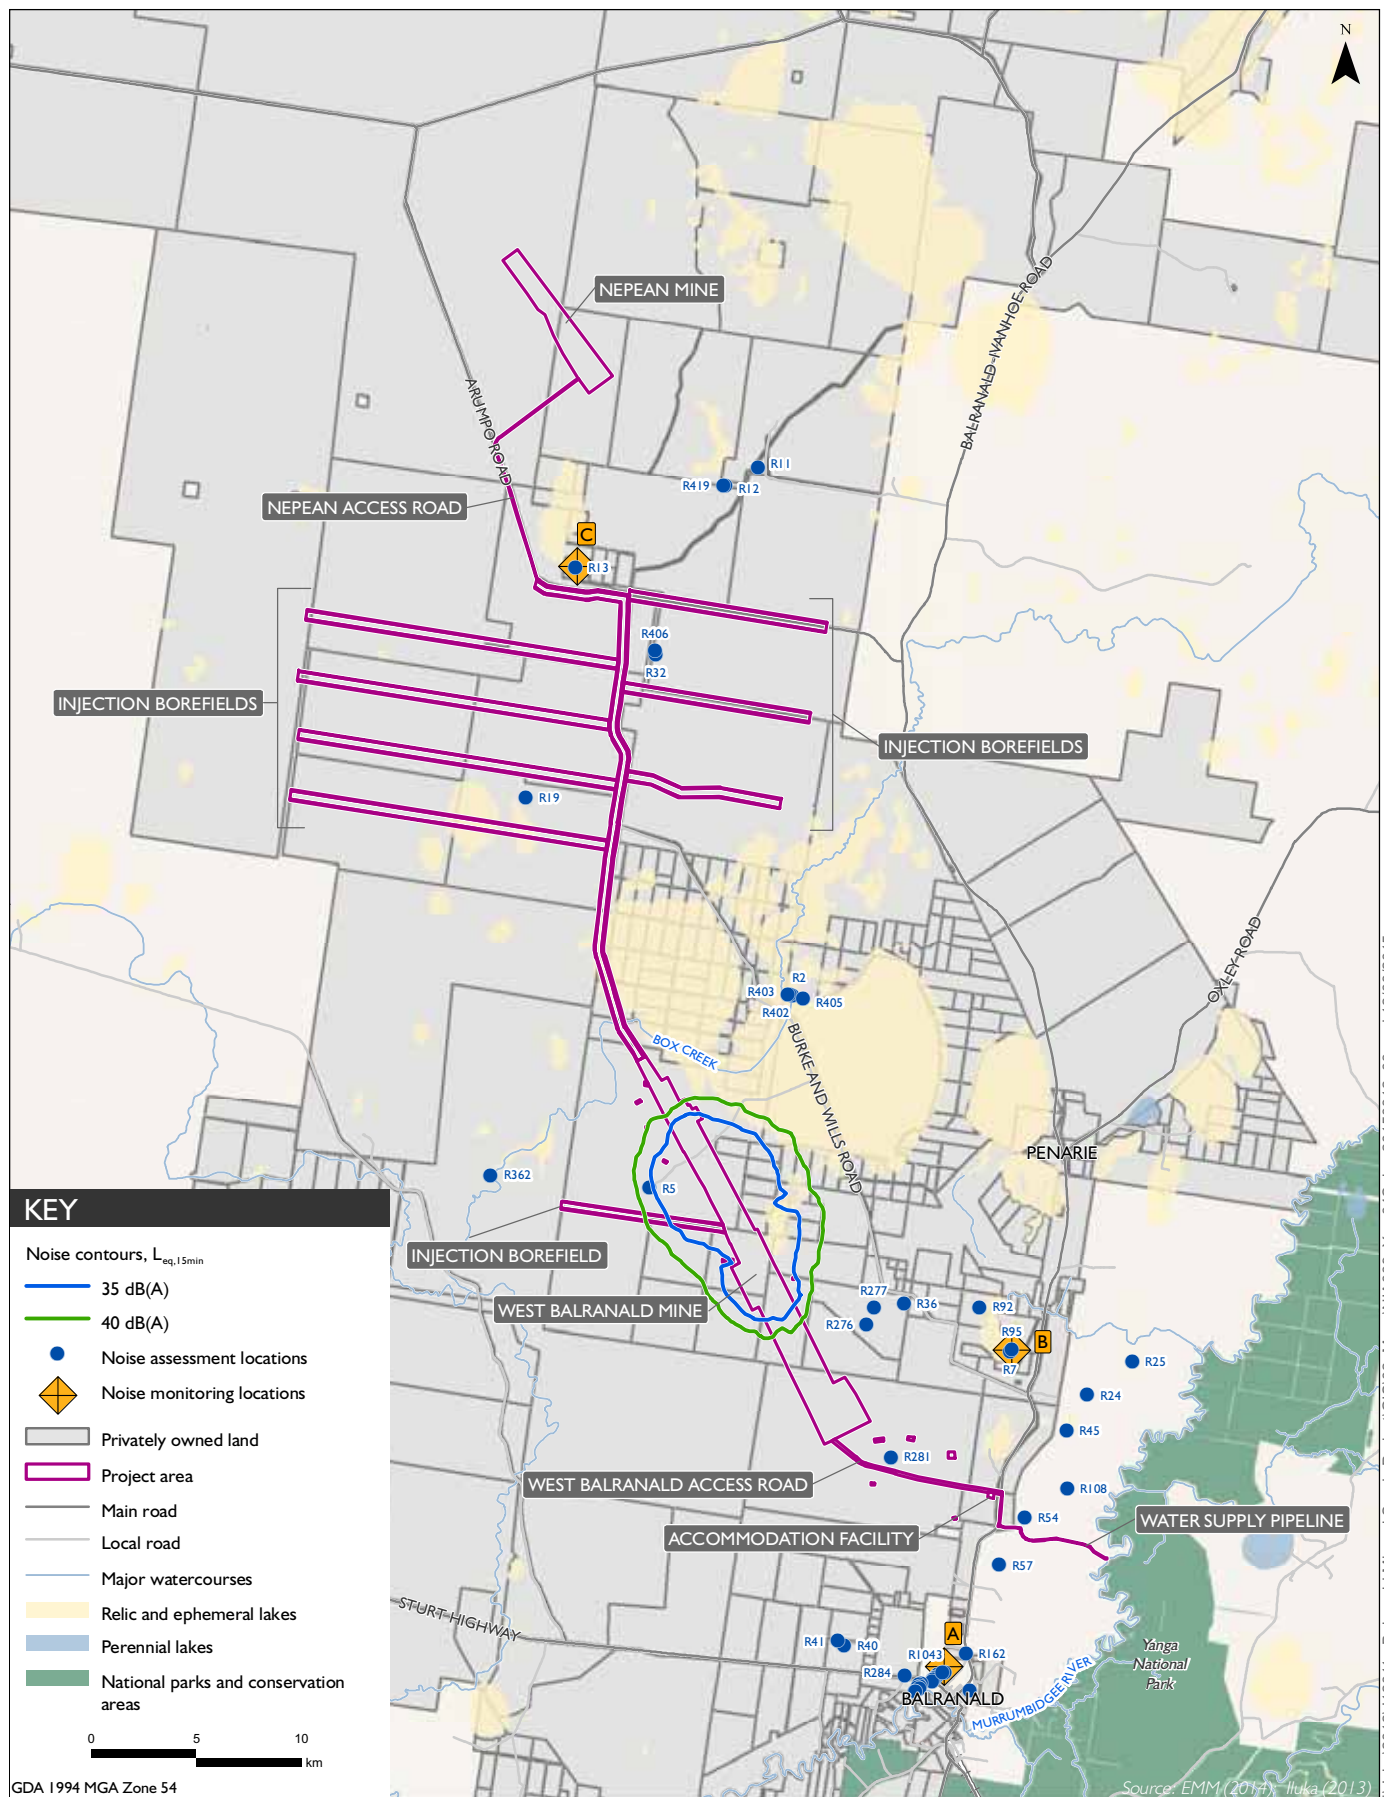 N
NEPEAN MINE
BALRANALD-IVANHOE ROAD
ARUMPO ROAD
R11
R419
R12
NEPEAN ACCESS ROAD
C
R13
R406
R32
INJECTION BOREFIELDS
INJECTION BOREFIELDS
R19
OXLEY ROAD
R2
R403
R405
R402
BOX CREEK
BURKE AND WILLS ROAD
PENARIE
R362
R5
INJECTION BOREFIELD
WEST BALRANALD MINE
R277
R36
R92
R276
R95
B
R7
R25
R24
R45
R281
WEST BALRANALD ACCESS ROAD
R108
R54
WATER SUPPLY PIPELINE
ACCOMMODATION FACILITY
R57
STURT HIGHWAY
A
R41
R40
R1043
R162
R284
BALRANALD
MURRUMBIDGEE RIVER
Yanga
National
Park
KEY
Noise contours, Leq,15min
35 dB(A)
40 dB(A)
Noise assessment locations
Noise monitoring locations
Privately owned land
Project area
Main road
Local road
Major watercourses
Relic and ephemeral lakes
Perennial lakes
National parks and conservation
areas
0 5 10
km
GDA 1994 MGA Zone 54
Source: EMM (2014); Iluka (2013)